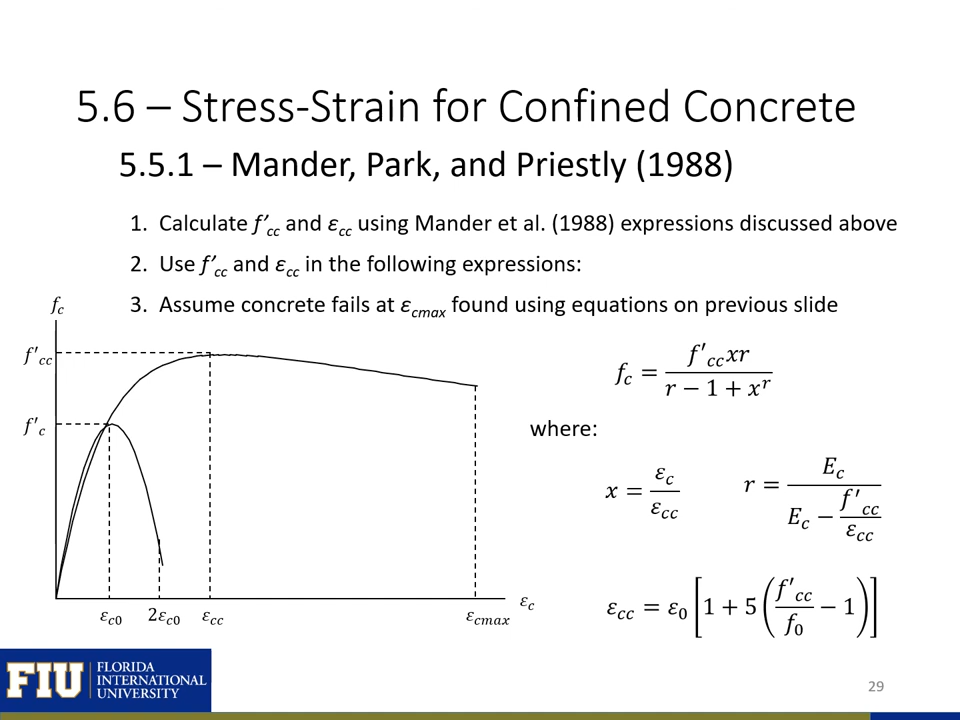 5.6 – Stress-Strain for Confined Concrete
5.5.1 – Mander, Park, and Priestly (1988)
1. Calculate f′cc and εcc using Mander et al. (1988) expressions discussed above
2. Use f′cc and εcc in the following expressions:
3. Assume concrete fails at εcmax found using equations on previous slide
fc
f′cc
f′c
εc0 2εc0 εcc εcmax εc
fc = f′cc xr / (r − 1 + x^r)
where:
x = εc / εcc r = Ec / (Ec − f′cc / εcc)
εcc = ε0 [1 + 5 (f′cc / f0 − 1)]
FIU
FLORIDA
INTERNATIONAL
UNIVERSITY
29